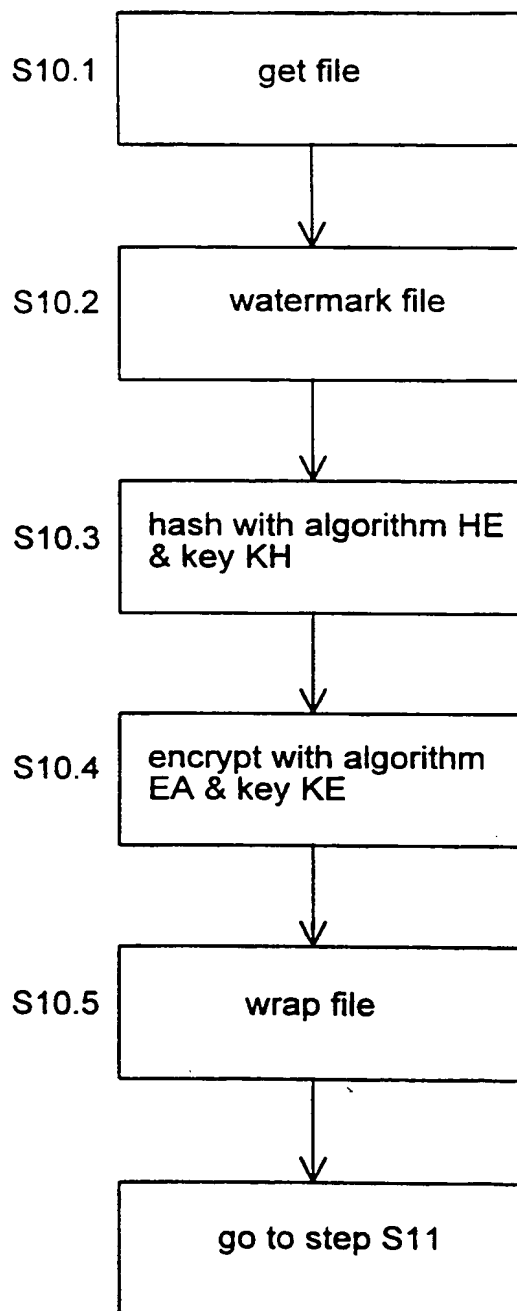 S10.1
get file
S10.2
watermark file
S10.3
hash with algorithm HE
& key KH
S10.4
encrypt with algorithm
EA & key KE
S10.5
wrap file
go to step S11